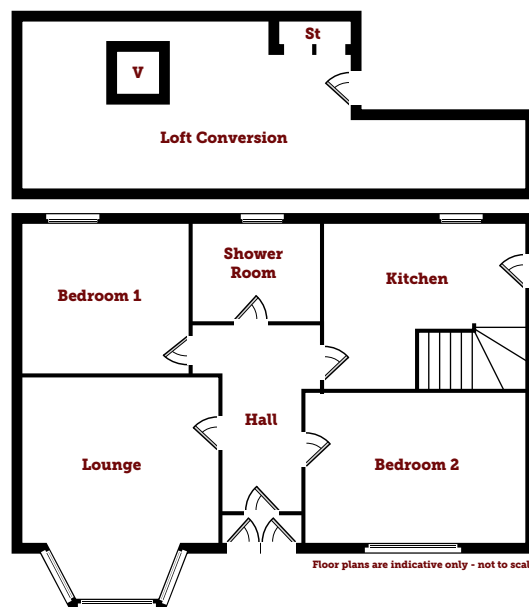 St
V
Loft Conversion
Shower
Room
Kitchen
Bedroom 1
Hall
Lounge
Bedroom 2
Floor plans are indicative only - not to scal